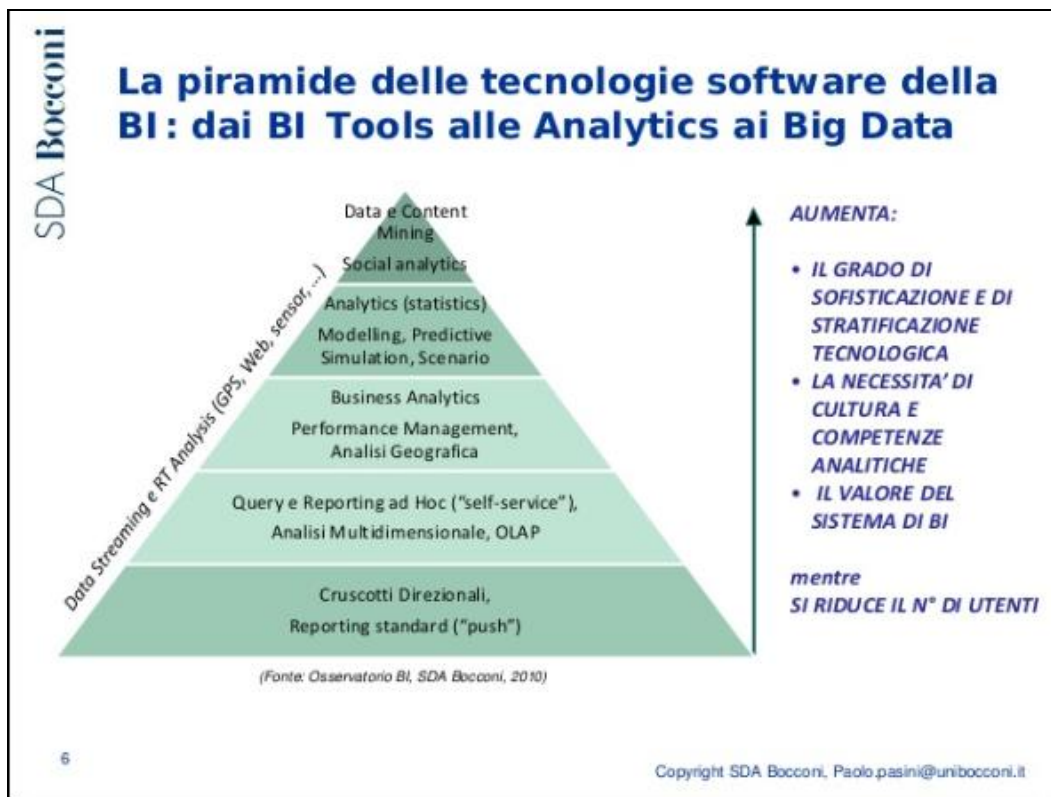 SDA Bocconi
La piramide delle tecnologie software della
BI: dai BI Tools alle Analytics ai Big Data
Data e Content
Mining
Social analytics
Analytics (statistics)
Modelling, Predictive
Simulation, Scenario
Business Analytics
Performance Management,
Analisi Geografica
Query e Reporting ad Hoc (“self-service”),
Analisi Multidimensionale, OLAP
Cruscotti Direzionali,
Reporting standard (“push”)
Data Streaming e RT Analysis (GPS, Web, sensor, ...)
(Fonte: Osservatorio BI, SDA Bocconi, 2010)
AUMENTA:
• IL GRADO DI
SOFISTICAZIONE E DI
STRATIFICAZIONE
TECNOLOGICA
• LA NECESSITA’ DI
CULTURA E
COMPETENZE
ANALITICHE
• IL VALORE DEL
SISTEMA DI BI
mentre
SI RIDUCE IL N° DI UTENTI
6
Copyright SDA Bocconi, Paolo.pasini@unibocconi.it